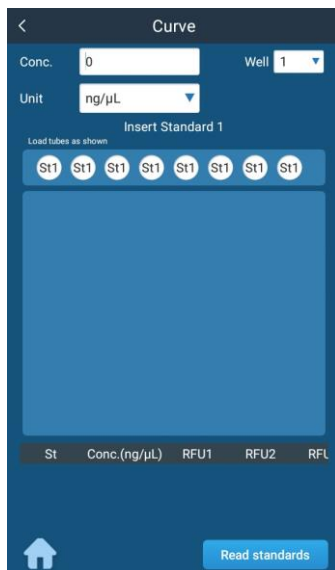 Curve
Conc. 0 Well 1
Unit ng/µL
Insert Standard 1
Load tubes as shown
St1 St1 St1 St1 St1 St1 St1 St1
St Conc.(ng/µL) RFU1 RFU2 RFU
Read standards